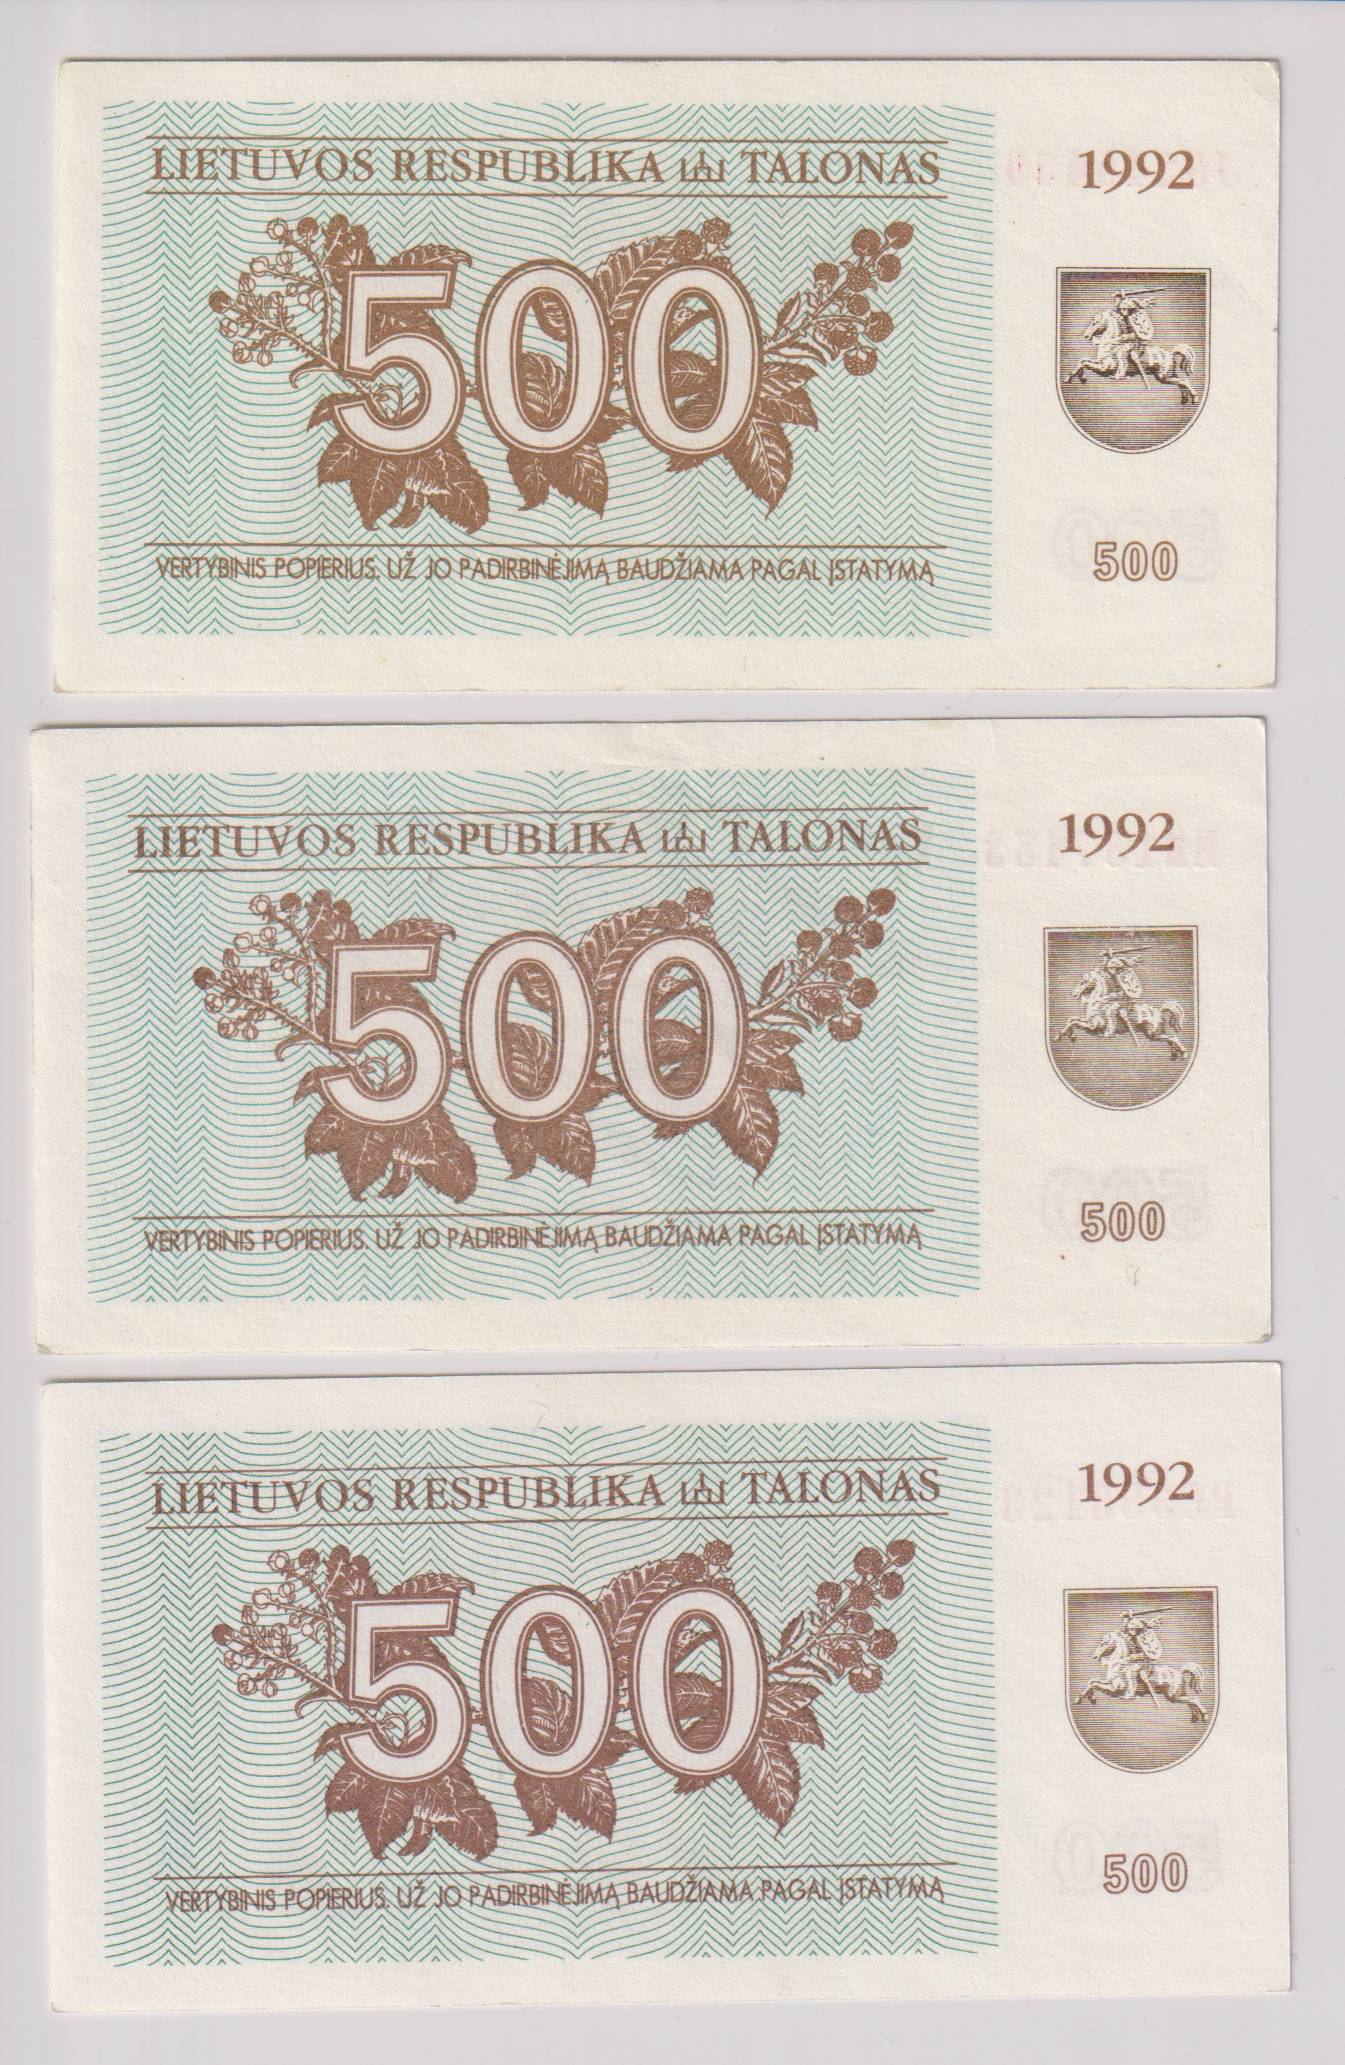 LIETUVOS RESPUBLIKA TALONAS
1992
500
VERTYBINIS POPIERIUS. UŽ JO PADIRBINĖJIMĄ BAUDŽIAMA PAGAL ĮSTATYMĄ
500
LIETUVOS RESPUBLIKA TALONAS
1992
500
VERTYBINIS POPIERIUS. UŽ JO PADIRBINĖJIMĄ BAUDŽIAMA PAGAL ĮSTATYMĄ
500
LIETUVOS RESPUBLIKA TALONAS
1992
500
VERTYBINIS POPIERIUS. UŽ JO PADIRBINĖJIMĄ BAUDŽIAMA PAGAL ĮSTATYMĄ
500